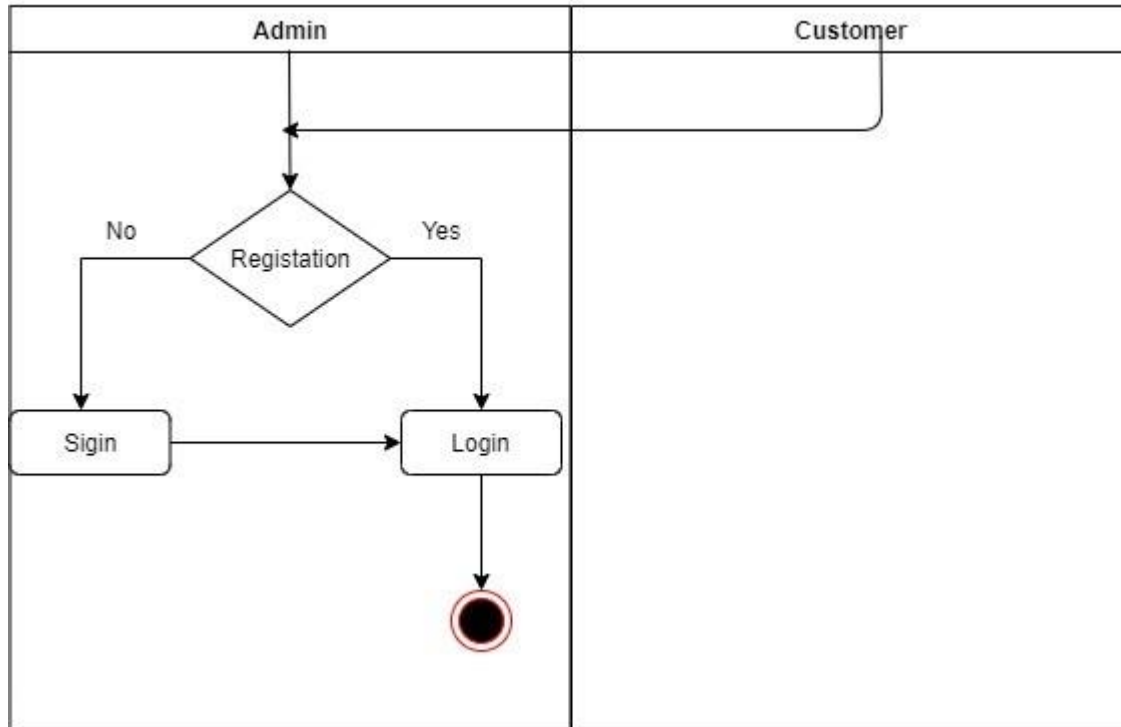 Admin
Customer
No
Yes
Registation
Sigin
Login